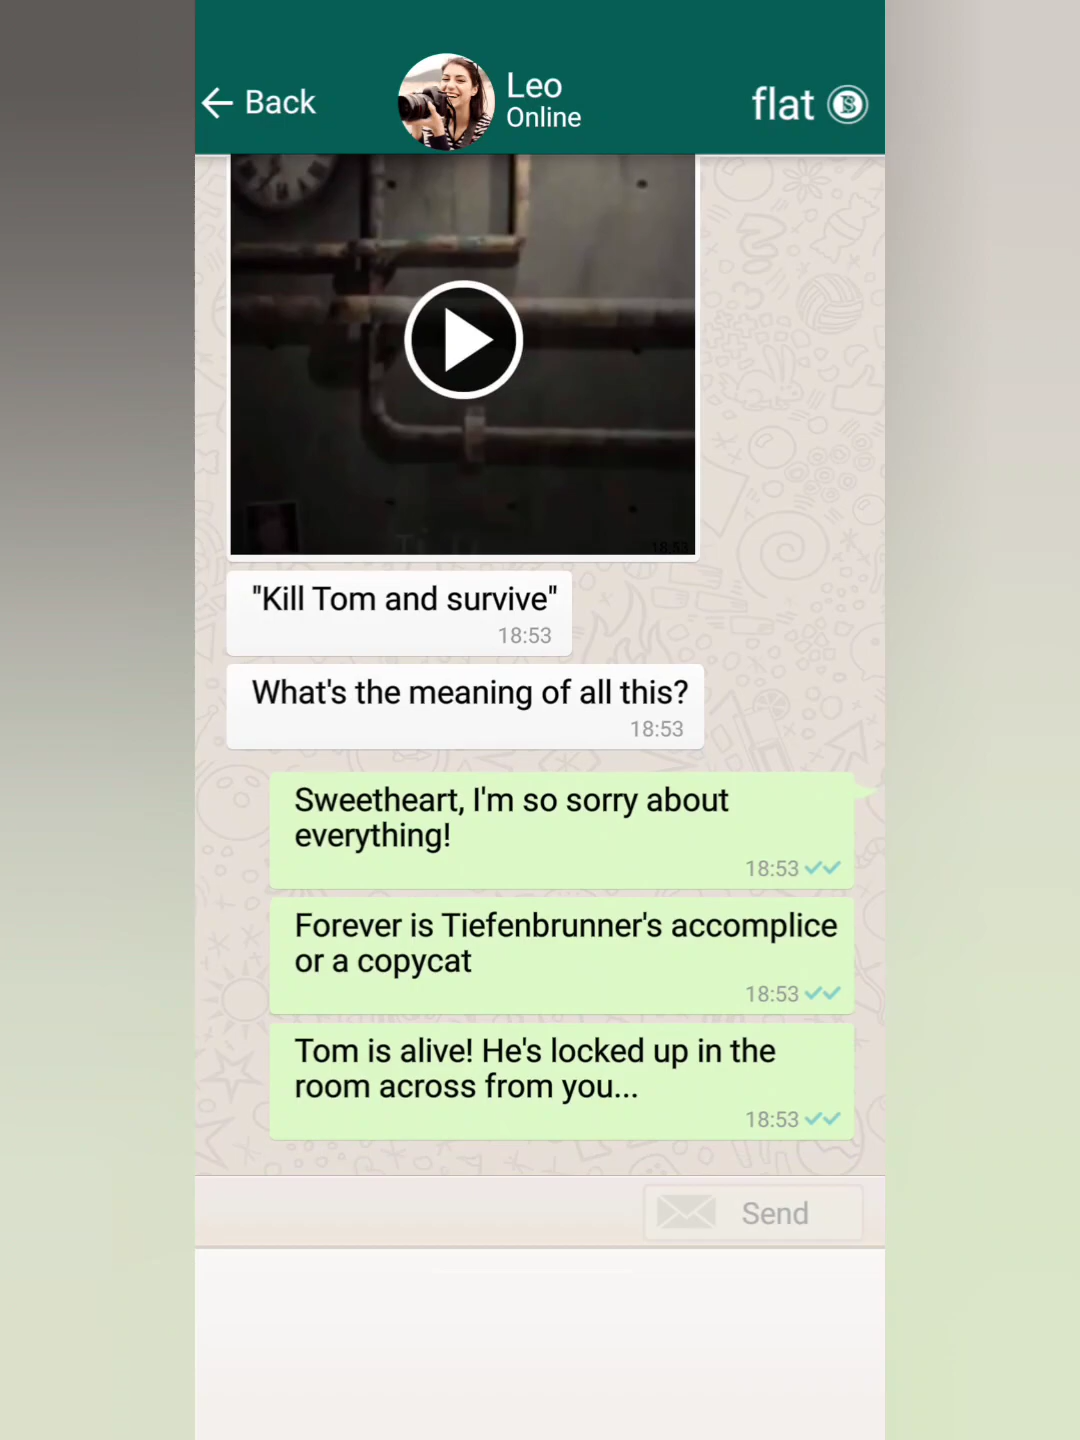 Back
Leo
Online
flat
18:53
"Kill Tom and survive"
18:53
What's the meaning of all this?
18:53
Sweetheart, I'm so sorry about
everything!
18:53
Forever is Tiefenbrunner's accomplice
or a copycat
18:53
Tom is alive! He's locked up in the
room across from you...
18:53
Send